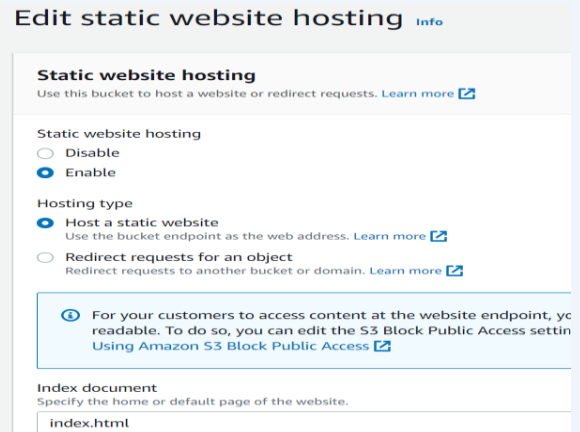 Edit static website hosting Info
Static website hosting
Use this bucket to host a website or redirect requests. Learn more
Static website hosting
Disable
Enable
Hosting type
Host a static website
Use the bucket endpoint as the web address. Learn more
Redirect requests for an object
Redirect requests to another bucket or domain. Learn more
For your customers to access content at the website endpoint,
readable. To do so, you can edit the S3 Block Public Access
Using Amazon S3 Block Public Access
Index document
Specify the home or default page of the website.
index.html